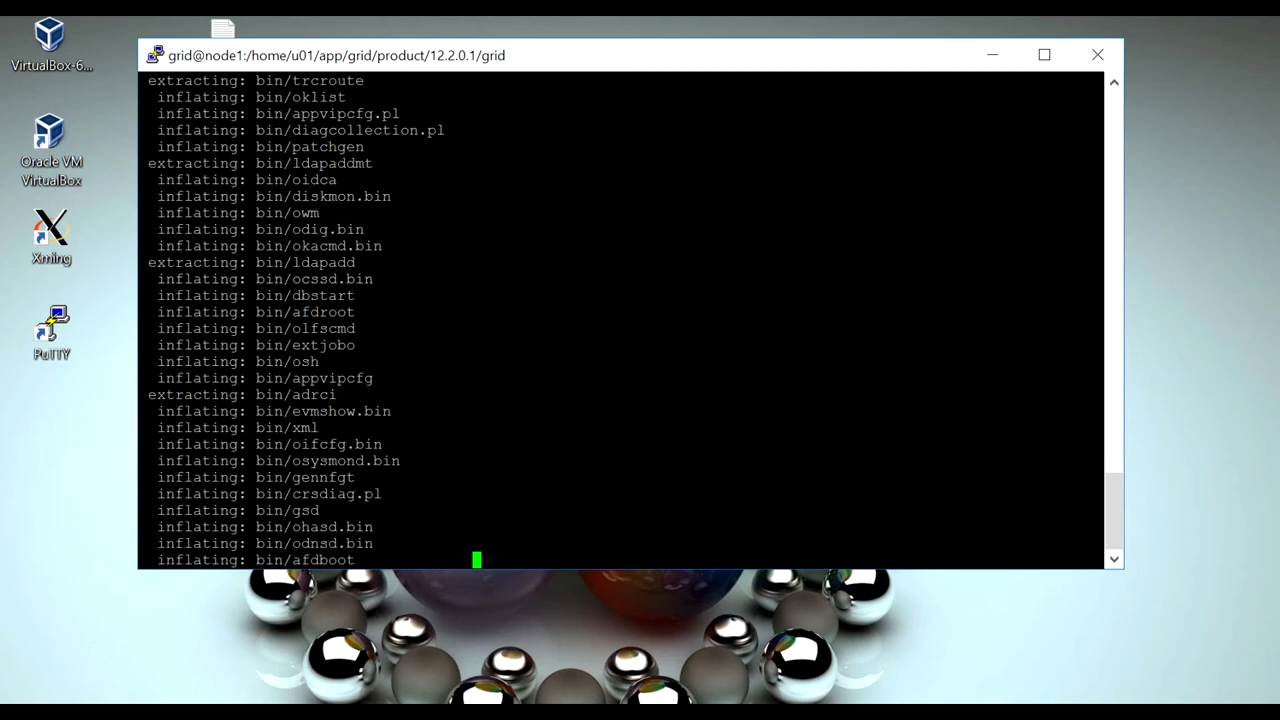 VirtualBox-6...
Oracle VM
VirtualBox
Xming
PuTTY
grid@node1:/home/u01/app/grid/product/12.2.0.1/grid
extracting: bin/trcroute
inflating: bin/oklist
inflating: bin/appvipcfg.pl
inflating: bin/diagcollection.pl
inflating: bin/patchgen
extracting: bin/ldapaddmt
inflating: bin/oidca
inflating: bin/diskmon.bin
inflating: bin/owm
inflating: bin/odig.bin
inflating: bin/okacmd.bin
extracting: bin/ldapadd
inflating: bin/ocssd.bin
inflating: bin/dbstart
inflating: bin/afdroot
inflating: bin/olfscmd
inflating: bin/extjobo
inflating: bin/osh
inflating: bin/appvipcfg
extracting: bin/adrci
inflating: bin/evmshow.bin
inflating: bin/xml
inflating: bin/oifcfg.bin
inflating: bin/osysmond.bin
inflating: bin/gennfgt
inflating: bin/crsdiag.pl
inflating: bin/gsd
inflating: bin/ohasd.bin
inflating: bin/odnsd.bin
inflating: bin/afdboot